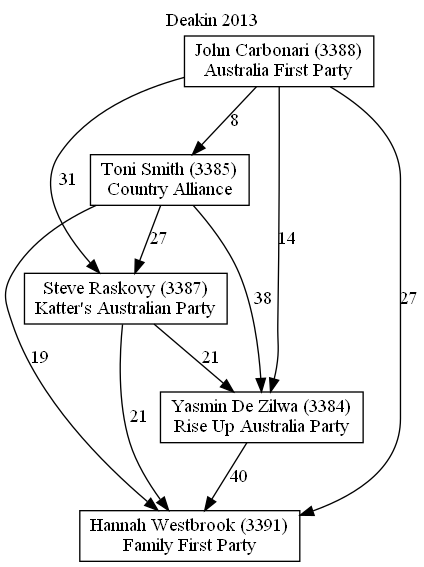 Deakin 2013
John Carbonari (3388)
Australia First Party
8
Toni Smith (3385)
Country Alliance
31
27
14
Steve Raskovy (3387)
Katter's Australian Party
38
27
19
21
21
Yasmin De Zilwa (3384)
Rise Up Australia Party
40
Hannah Westbrook (3391)
Family First Party